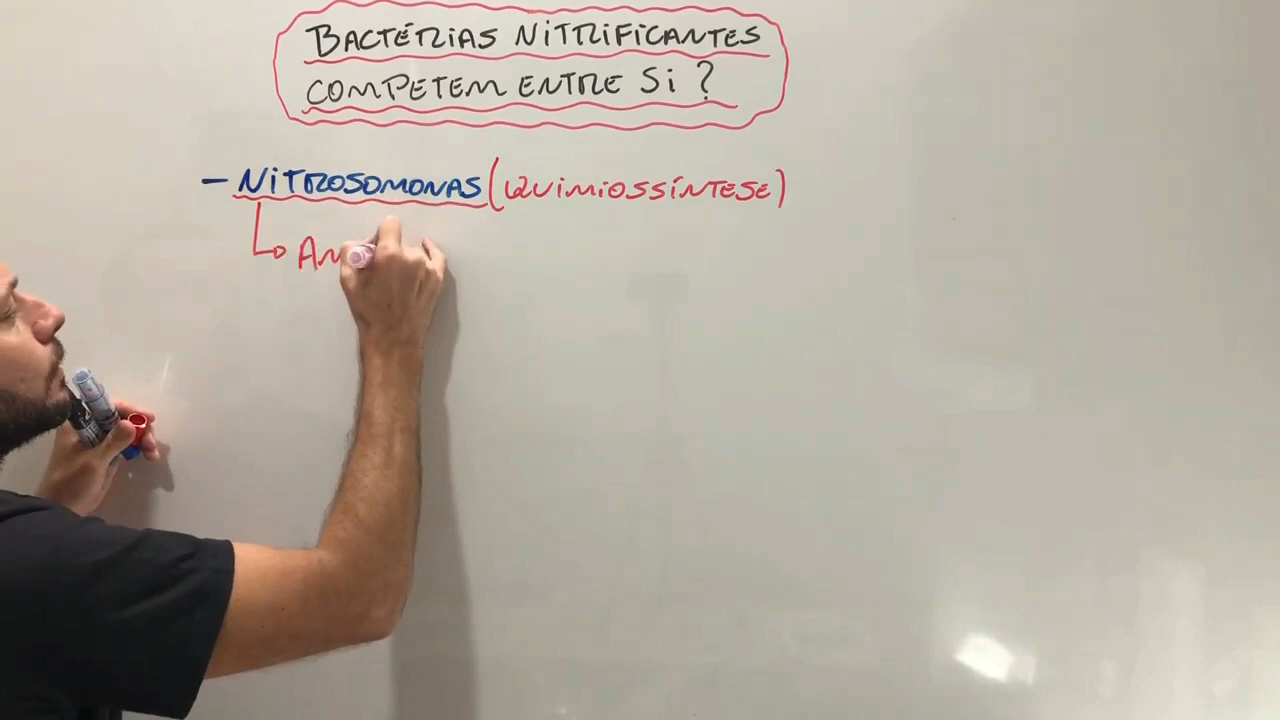 BACTÉRIAS NITRIFICANTES
COMPETEM ENTRE SI?
- NITROSOMONAS (QUIMIOSSÍNTESE)